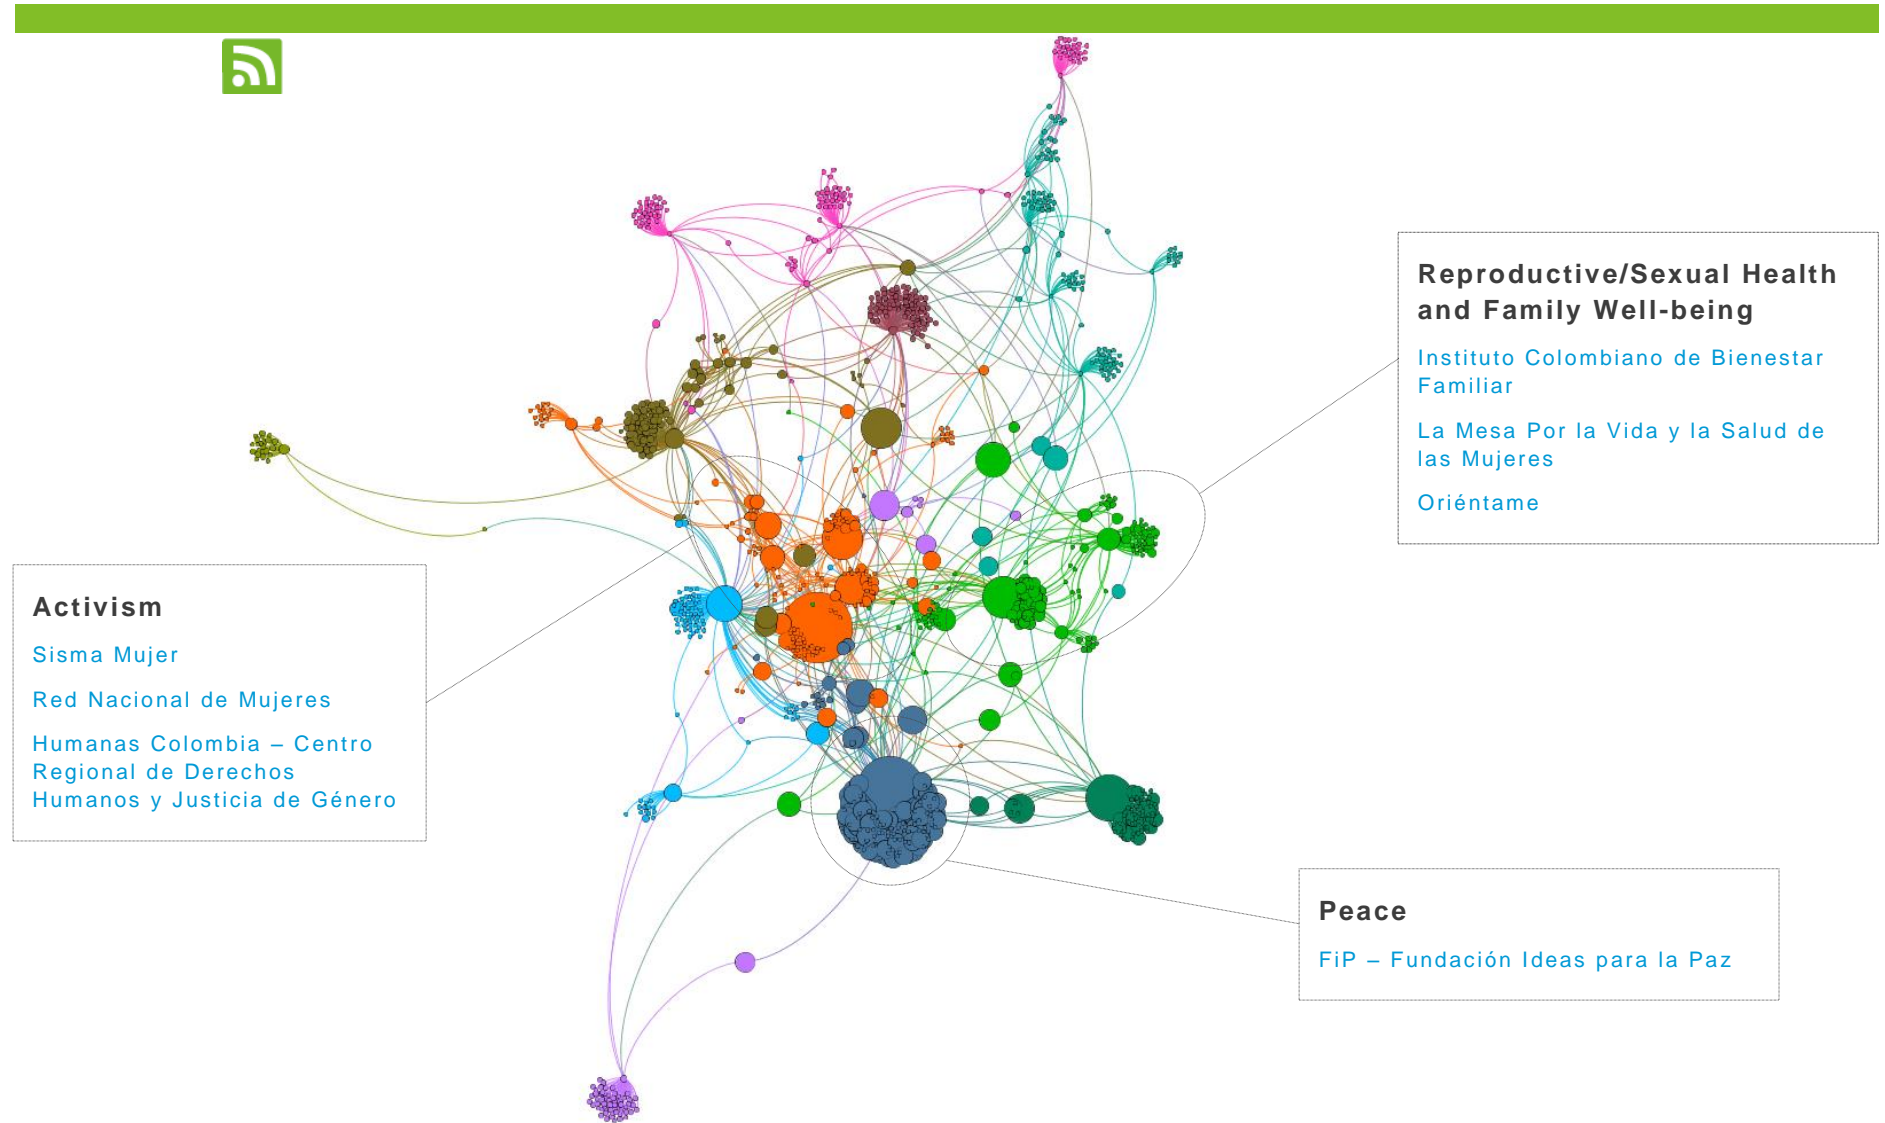 Reproductive/Sexual Health
and Family Well-being
Instituto Colombiano de Bienestar
Familiar
La Mesa Por la Vida y la Salud de
las Mujeres
Oriéntame
Activism
Sisma Mujer
Red Nacional de Mujeres
Humanas Colombia – Centro
Regional de Derechos
Humanos y Justicia de Género
Peace
FiP – Fundación Ideas para la Paz